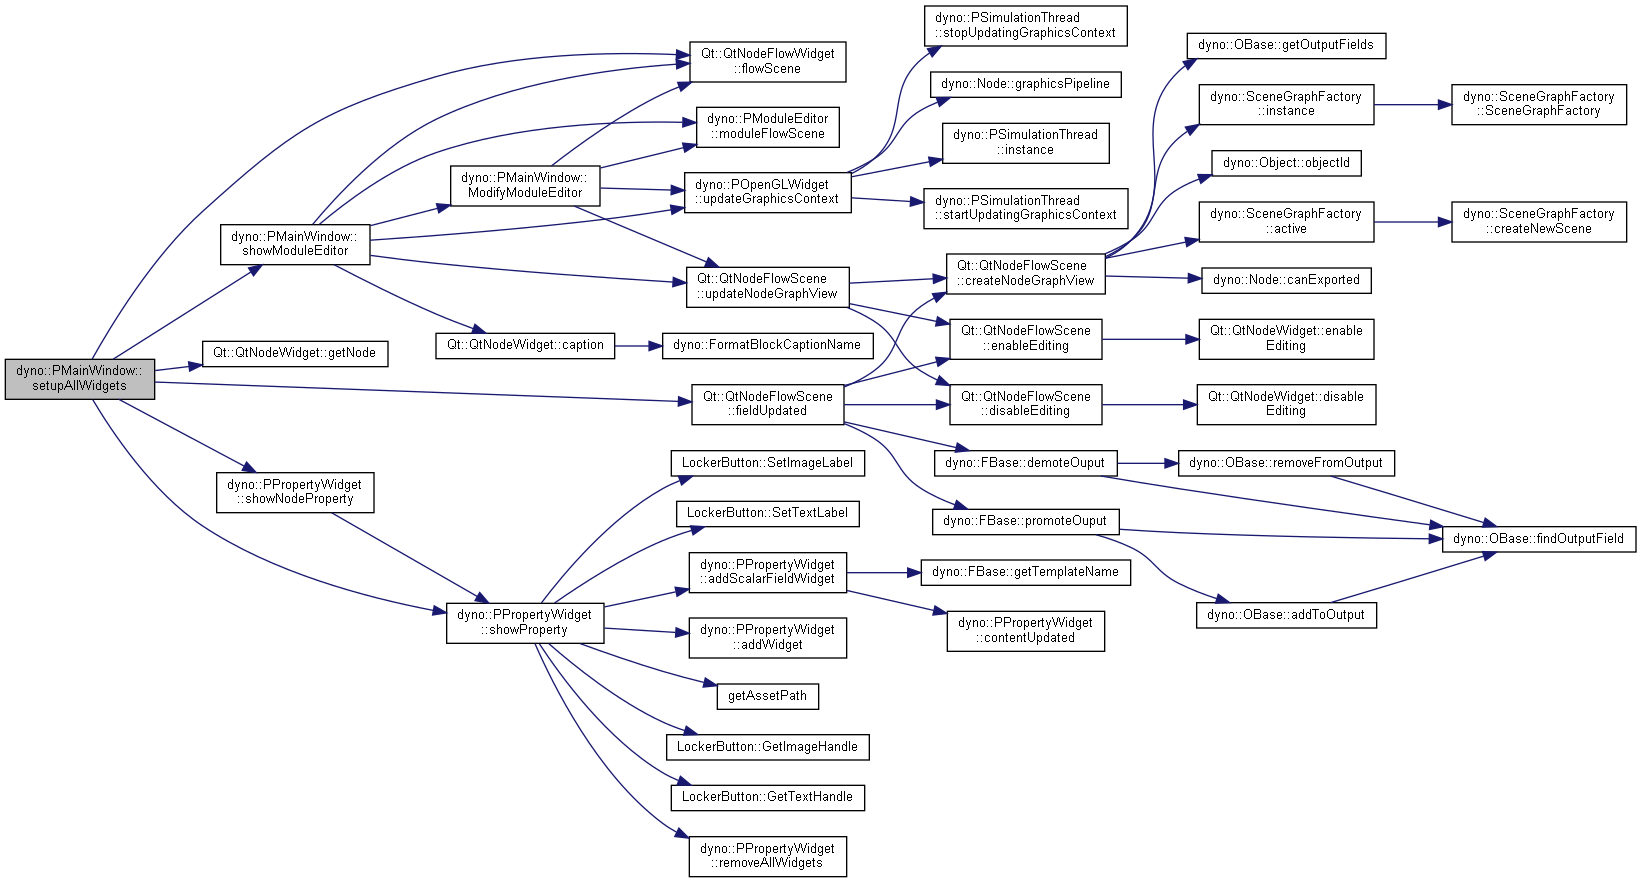 dyno::PMainWindow::
setupAllWidgets
dyno::PMainWindow::
showModuleEditor
Qt::QtNodeWidget::getNode
dyno::PPropertyWidget
::showNodeProperty
dyno::PMainWindow::
ModifyModuleEditor
Qt::QtNodeWidget::caption
dyno::PPropertyWidget
::showProperty
Qt::QtNodeFlowWidget
::flowScene
dyno::PModuleEditor
::moduleFlowScene
dyno::POpenGLWidget
::updateGraphicsContext
Qt::QtNodeFlowScene
::updateNodeGraphView
dyno::FormatBlockCaptionName
Qt::QtNodeFlowScene
::fieldUpdated
LockerButton::SetImageLabel
LockerButton::SetTextLabel
dyno::PPropertyWidget
::addScalarFieldWidget
dyno::PPropertyWidget
::addWidget
getAssetPath
LockerButton::GetImageHandle
LockerButton::GetTextHandle
dyno::PPropertyWidget
::removeAllWidgets
dyno::PSimulationThread
::stopUpdatingGraphicsContext
dyno::Node::graphicsPipeline
dyno::PSimulationThread
::instance
dyno::PSimulationThread
::startUpdatingGraphicsContext
Qt::QtNodeFlowScene
::createNodeGraphView
Qt::QtNodeFlowScene
::enableEditing
Qt::QtNodeFlowScene
::disableEditing
dyno::FBase::demoteOuput
dyno::FBase::promoteOuput
dyno::FBase::getTemplateName
dyno::PPropertyWidget
::contentUpdated
dyno::OBase::getOutputFields
dyno::SceneGraphFactory
::instance
dyno::Object::objectId
dyno::SceneGraphFactory
::active
dyno::Node::canExported
Qt::QtNodeWidget::enable
Editing
Qt::QtNodeWidget::disable
Editing
dyno::OBase::removeFromOutput
dyno::OBase::addToOutput
dyno::SceneGraphFactory
::SceneGraphFactory
dyno::SceneGraphFactory
::createNewScene
dyno::OBase::findOutputField